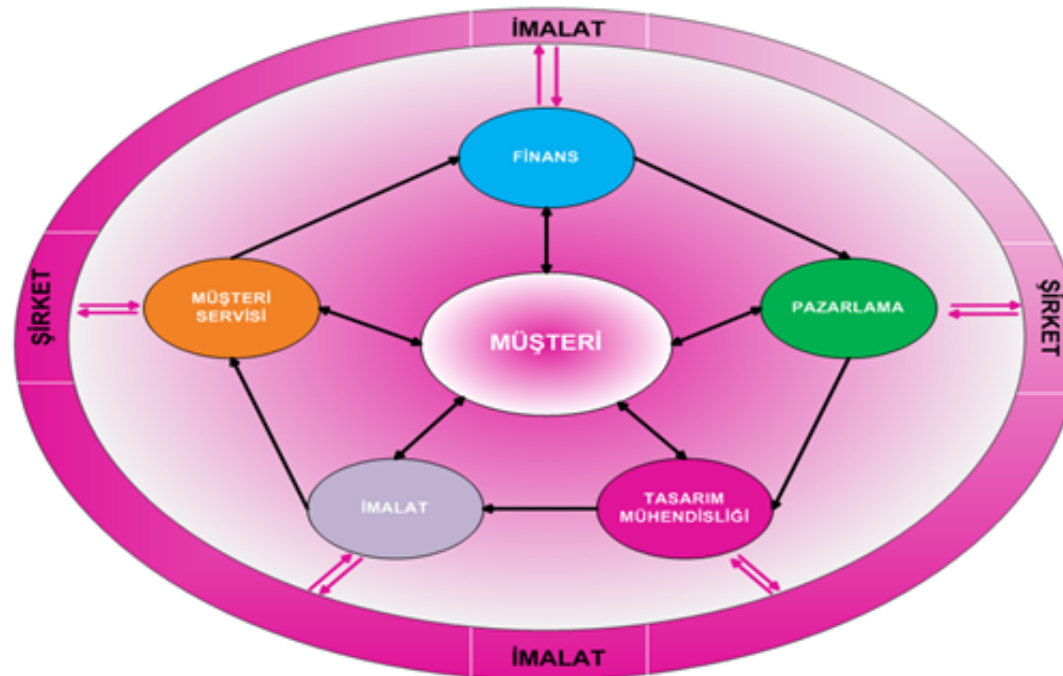 İMALAT
FİNANS
ŞİRKET
MÜŞTERİ
SERVİSİ
MÜŞTERİ
PAZARLAMA
ŞİRKET
İMALAT
TASARIM
MÜHENDİSLİĞİ
İMALAT